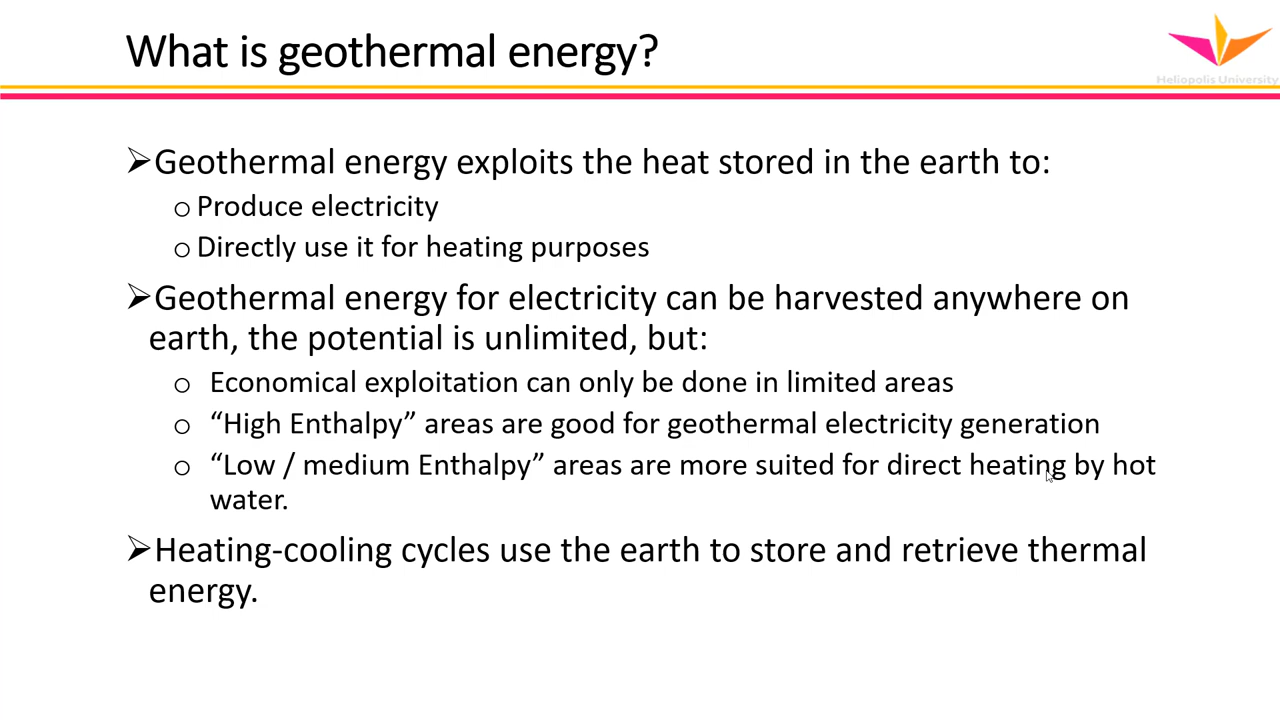 What is geothermal energy?
Heliopolis University
➢Geothermal energy exploits the heat stored in the earth to:
o Produce electricity
o Directly use it for heating purposes
➢Geothermal energy for electricity can be harvested anywhere on
earth, the potential is unlimited, but:
o Economical exploitation can only be done in limited areas
o “High Enthalpy” areas are good for geothermal electricity generation
o “Low / medium Enthalpy” areas are more suited for direct heating by hot
water.
➢Heating-cooling cycles use the earth to store and retrieve thermal
energy.